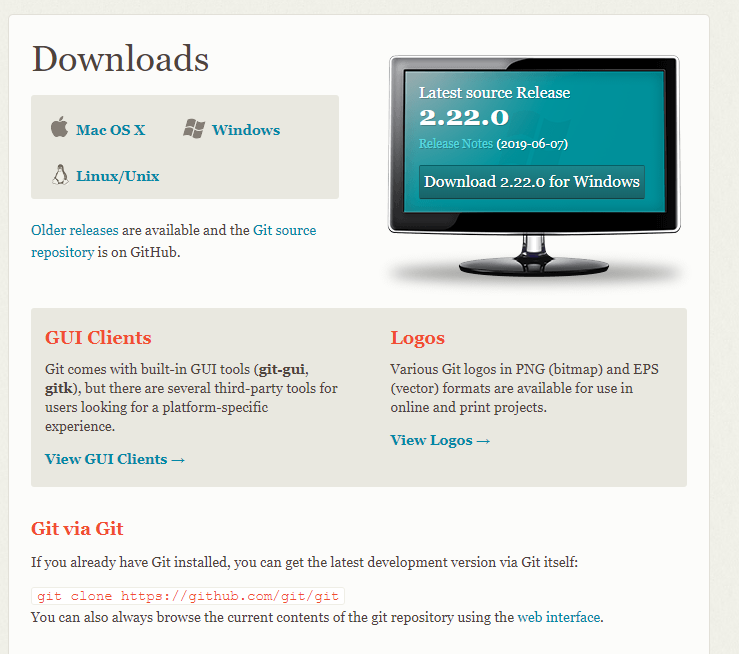 Downloads
Mac OS X
Windows
Linux/Unix
Older releases are available and the Git source
repository is on GitHub.
Latest source Release
2.22.0
Release Notes (2019-06-07)
Download 2.22.0 for Windows
GUI Clients
Git comes with built-in GUI tools (git-gui,
gitk), but there are several third-party tools for
users looking for a platform-specific
experience.
View GUI Clients →
Logos
Various Git logos in PNG (bitmap) and EPS
(vector) formats are available for use in
online and print projects.
View Logos →
Git via Git
If you already have Git installed, you can get the latest development version via Git itself:
git clone https://github.com/git/git
You can also always browse the current contents of the git repository using the web interface.